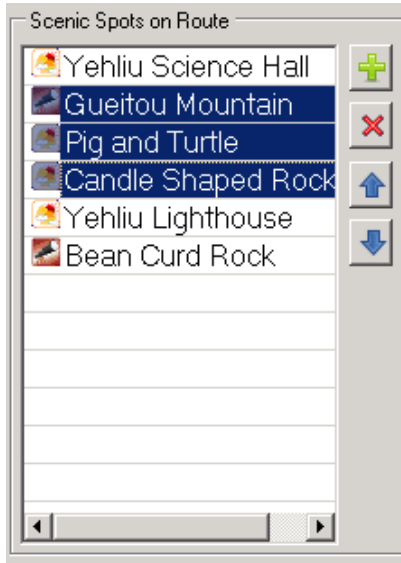 Scenic Spots on Route
Yehliu Science Hall
Gueitou Mountain
Pig and Turtle
Candle Shaped Rock
Yehliu Lighthouse
Bean Curd Rock